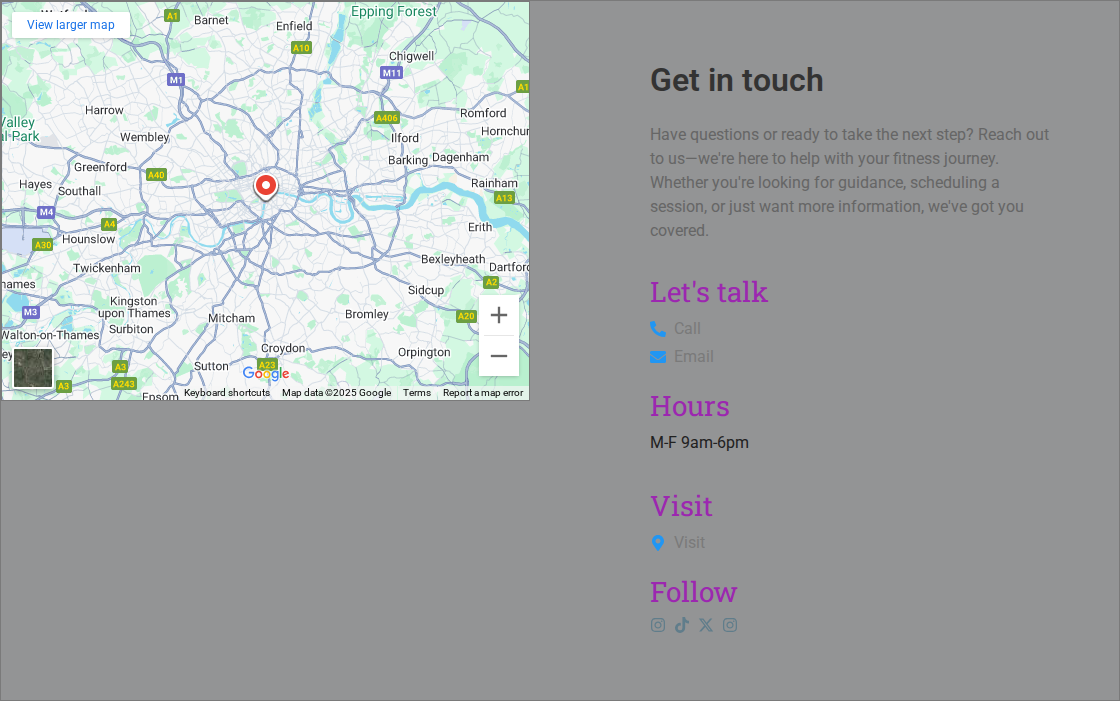 View larger map
A1
Barnet
Enfield
Epping Forest
A10
Chigwell
M11
M1
A1
Harrow
A406
Romford
Valley
al Park
Wembley
Ilford
Hornchur
Greenford
A40
Barking
Dagenham
Hayes
Southall
Rainham
M4
A4
A13
A30
Hounslow
Erith
Twickenham
Bexleyheath
Dartford
A2
Kingston
upon Thames
Sidcup
M3
Surbiton
Mitcham
Bromley
A20
Walton-on-Thames
Croydon
Orpington
A3
Sutton
A23
Google
A3
A243
Epsom
Keyboard shortcuts
Map data ©2025 Google
Terms
Report a map error
Get in touch
Have questions or ready to take the next step? Reach out
to us—we're here to help with your fitness journey.
Whether you're looking for guidance, scheduling a
session, or just want more information, we've got you
covered.
Let's talk
Call
Email
Hours
M-F 9am-6pm
Visit
Visit
Follow